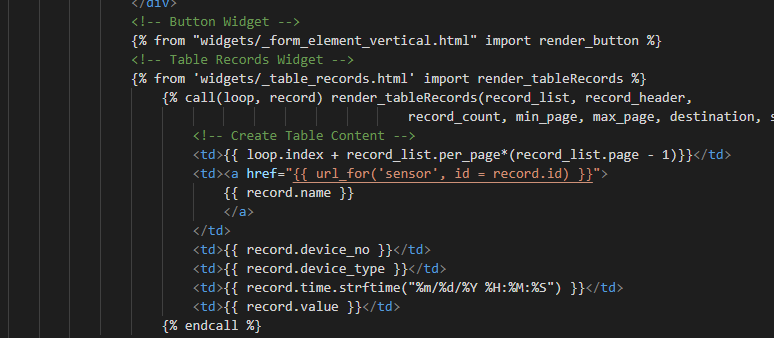 </div>
<!-- Button Widget -->
{% from "widgets/_form_element_vertical.html" import render_button %}
<!-- Table Records Widget -->
{% from 'widgets/_table_records.html' import render_tableRecords %}
{% call(loop, record) render_tableRecords(record_list, record_header,
record_count, min_page, max_page, destination, s
<!-- Create Table Content -->
<td>{{ loop.index + record_list.per_page*(record_list.page - 1)}}</td>
<td><a href="{{ url_for('sensor', id = record.id) }}">
{{ record.name }}
</a>
</td>
<td>{{ record.device_no }}</td>
<td>{{ record.device_type }}</td>
<td>{{ record.time.strftime("%m/%d/%Y %H:%M:%S") }}</td>
<td>{{ record.value }}</td>
{% endcall %}